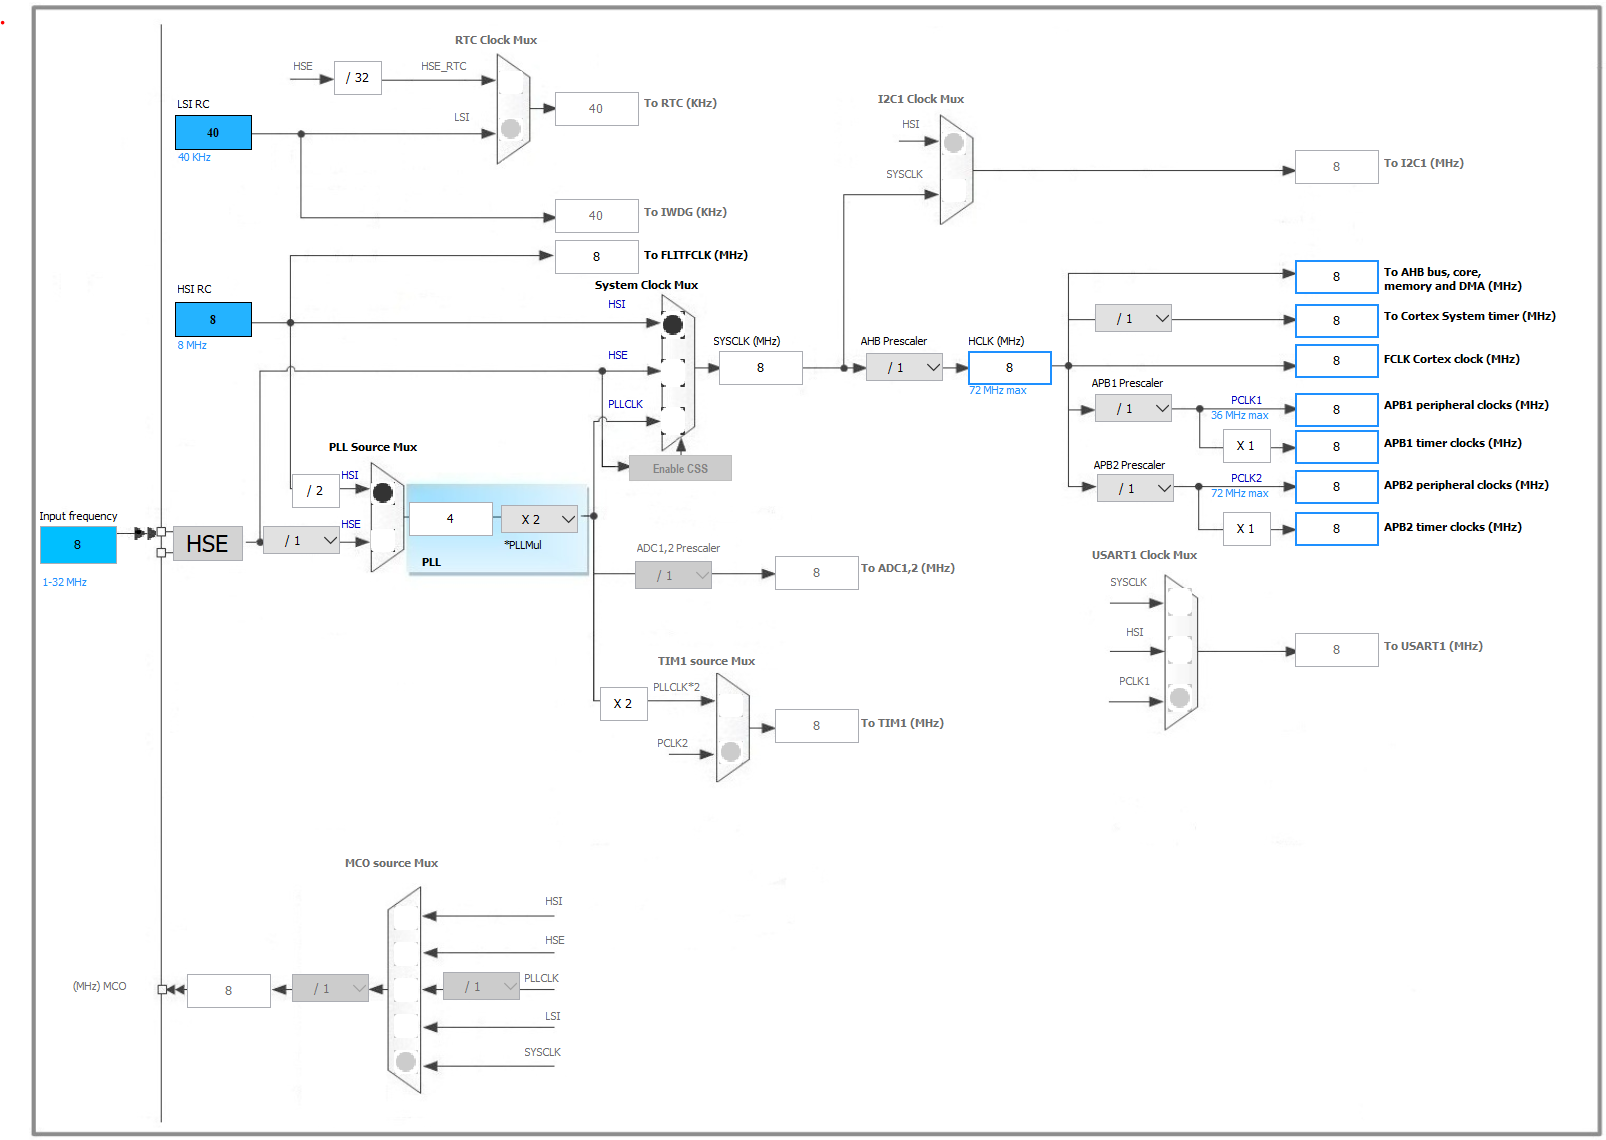 RTC Clock Mux
HSE
/ 32
HSE_RTC
LSI RC
40
40 KHz
LSI
40
To RTC (KHz)
I2C1 Clock Mux
HSI
SYSCLK
8
To I2C1 (MHz)
40
To IWDG (KHz)
8
To FLITFCLK (MHz)
HSI RC
8
8 MHz
System Clock Mux
HSI
HSE
PLLCLK
SYSCLK (MHz)
8
AHB Prescaler
/ 1
HCLK (MHz)
8
72 MHz max
8
To AHB bus, core,
memory and DMA (MHz)
/ 1
8
To Cortex System timer (MHz)
8
FCLK Cortex clock (MHz)
APB1 Prescaler
/ 1
PCLK1
36 MHz max
8
APB1 peripheral clocks (MHz)
X 1
8
APB1 timer clocks (MHz)
APB2 Prescaler
/ 1
PCLK2
72 MHz max
8
APB2 peripheral clocks (MHz)
X 1
8
APB2 timer clocks (MHz)
Enable CSS
PLL Source Mux
HSI
/ 2
HSE
Input frequency
8
1-32 MHz
HSE
/ 1
4
X 2
*PLLMul
PLL
ADC1,2 Prescaler
/ 1
8
To ADC1,2 (MHz)
USART1 Clock Mux
SYSCLK
HSI
PCLK1
8
To USART1 (MHz)
TIM1 source Mux
X 2
PLLCLK*2
PCLK2
8
To TIM1 (MHz)
MCO source Mux
HSI
HSE
(MHz) MCO
8
/ 1
/ 1
PLLCLK
LSI
SYSCLK